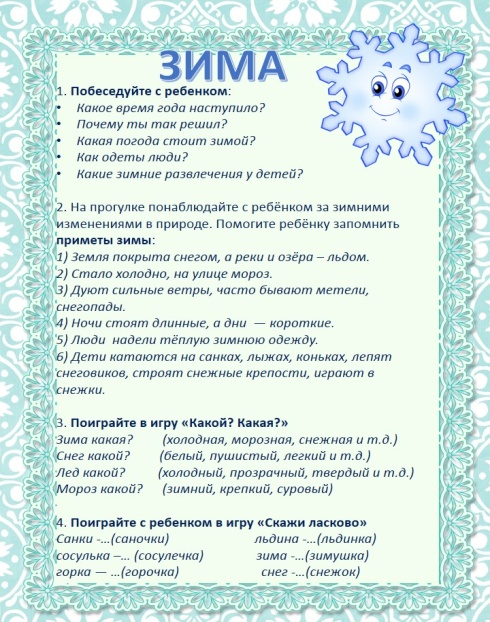 ЗИМА
1. Побеседуйте с ребенком:
• Какое время года наступило?
• Почему ты так решил?
• Какая погода стоит зимой?
• Как одеты люди?
• Какие зимние развлечения у детей?
2. На прогулке понаблюдайте с ребёнком за зимними
изменениями в природе. Помогите ребёнку запомнить
приметы зимы:
1) Земля покрыта снегом, а реки и озёра – льдом.
2) Стало холодно, на улице мороз.
3) Дуют сильные ветры, часто бывают метели,
снегопады.
4) Ночи стоят длинные, а дни — короткие.
5) Люди надели тёплую зимнюю одежду.
6) Дети катаются на санках, лыжах, коньках, лепят
снеговиков, строят снежные крепости, играют в
снежки.
3. Поиграйте в игру «Какой? Какая?»
Зима какая? (холодная, морозная, снежная и т.д.)
Снег какой? (белый, пушистый, легкий и т.д.)
Лед какой? (холодный, прозрачный, твердый и т.д.)
Мороз какой? (зимний, крепкий, суровый)
4. Поиграйте с ребенком в игру «Скажи ласково»
Санки -...(саночки) льдина -...(льдинка)
сосулька –... (сосулечка) зима -...(зимушка)
горка — ...(горочка) снег -...(снежок)